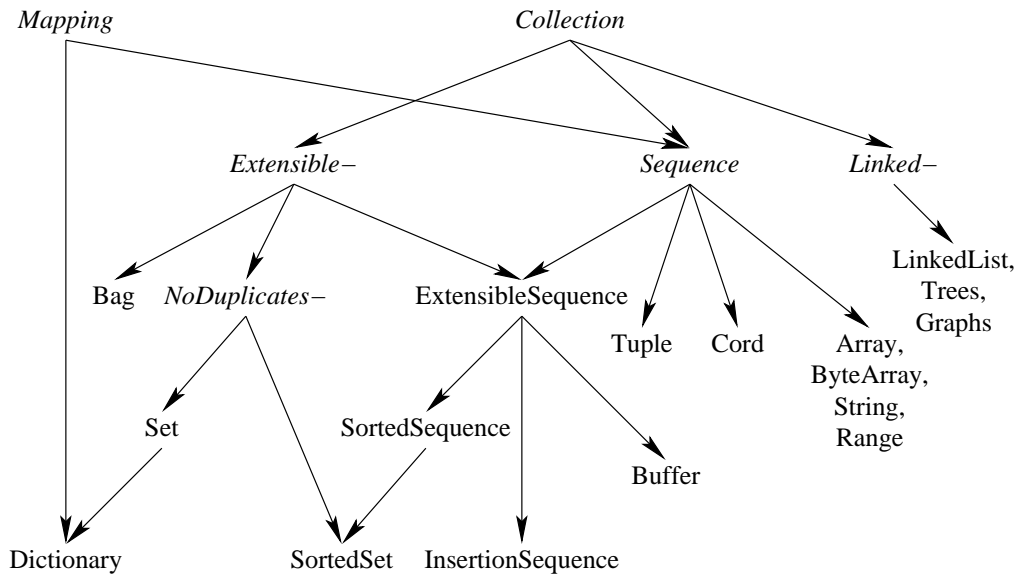 Mapping
Collection
Extensible−
Sequence
Linked−
Bag
NoDuplicates−
ExtensibleSequence
LinkedList,
Trees,
Graphs
Tuple
Cord
Array,
ByteArray,
String,
Range
Set
SortedSequence
Buffer
Dictionary
SortedSet
InsertionSequence